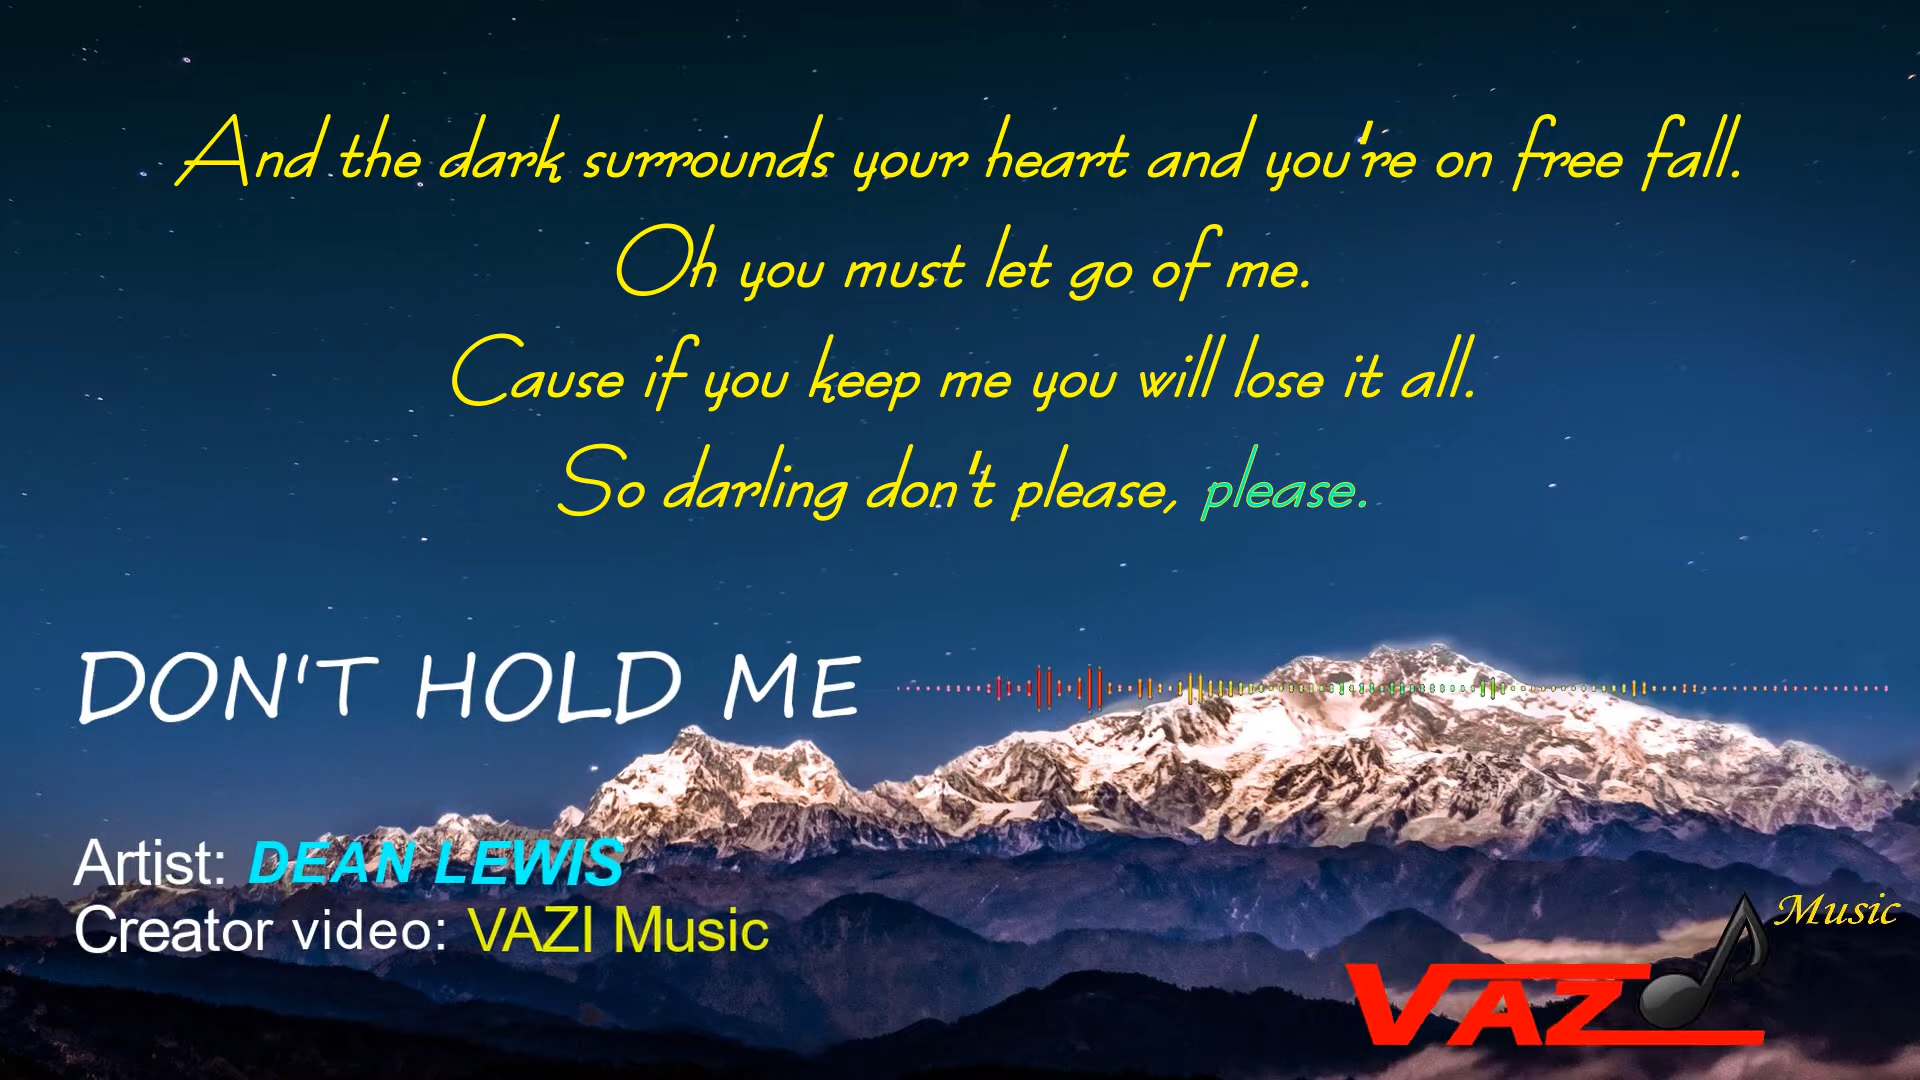 And the dark surrounds your heart and you're on free fall.
Oh you must let go of me.
Cause if you keep me you will lose it all.
So darling don't please, please.
DON'T HOLD ME
Artist: DEAN LEWIS
Creator video: VAZI Music
Music
VAZ